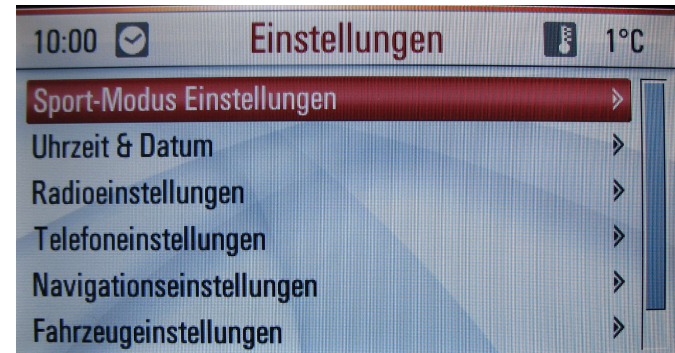 10:00 Einstellungen 1°C
Sport-Modus Einstellungen
Uhrzeit & Datum
Radioeinstellungen
Telefoneinstellungen
Navigationseinstellungen
Fahrzeugeinstellungen